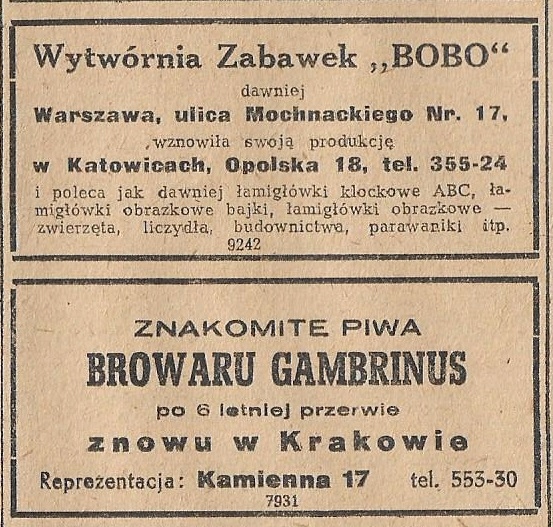 Wytwórnia Zabawek „BOBO“
dawniej
Warszawa, ulica Mochnackiego Nr. 17,
wznowiła swoją produkcję
w Katowicach, Opolska 18, tel. 355-24
i poleca jak dawniej łamigłówki klockowe ABC, ła-
migłówki obrazkowe bajki, łamigłówki obrazkowe —
zwierzęta, liczydła, budownictwa, parawaniki itp.
9242
ZNAKOMITE PIWA
BROWARU GAMBRINUS
po 6 letniej przerwie
znowu w Krakowie
Reprezentacja: Kamienna 17 tel. 553-30
7931